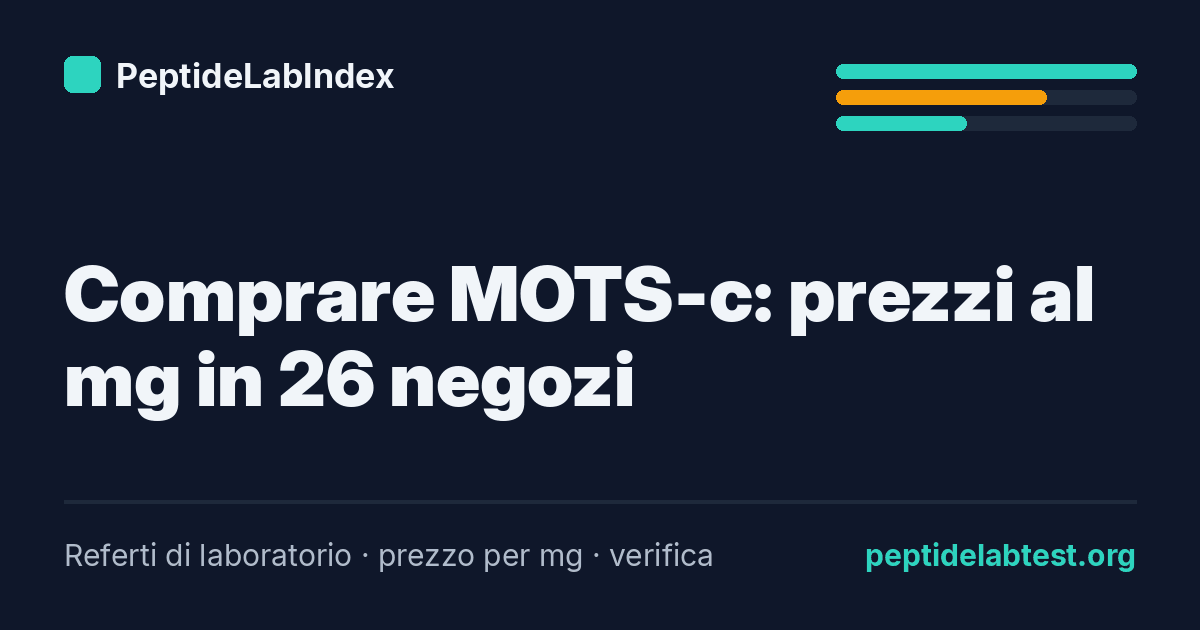 PeptideLabIndex
Comprare MOTS-c: prezzi al
mg in 26 negozi
Referti di laboratorio · prezzo per mg · verifica
peptidelabtest.org